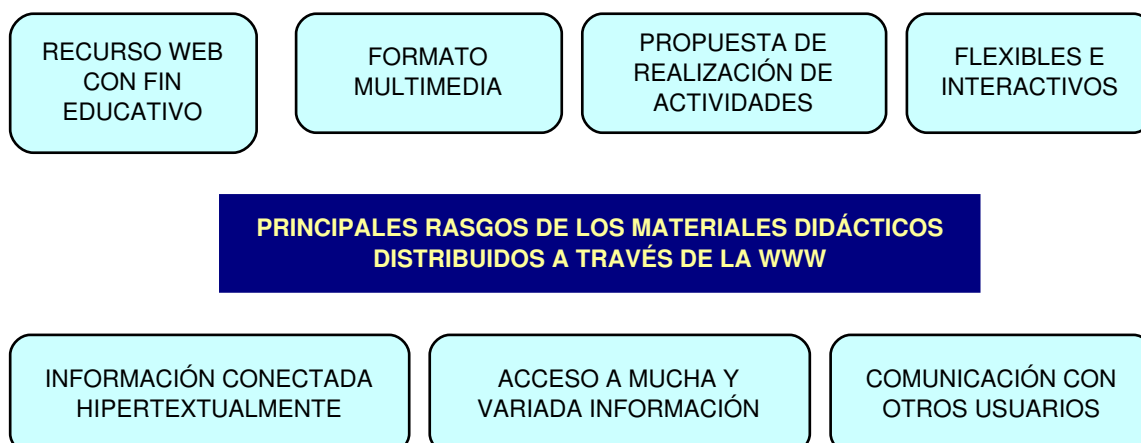 RECURSO WEB
CON FIN
EDUCATIVO
FORMATO
MULTIMEDIA
PROPUESTA DE
REALIZACIÓN DE
ACTIVIDADES
FLEXIBLES E
INTERACTIVOS
PRINCIPALES RASGOS DE LOS MATERIALES DIDÁCTICOS
DISTRIBUIDOS A TRAVÉS DE LA WWW
INFORMACIÓN CONECTADA
HIPERTEXTUALMENTE
ACCESO A MUCHA Y
VARIADA INFORMACIÓN
COMUNICACIÓN CON
OTROS USUARIOS